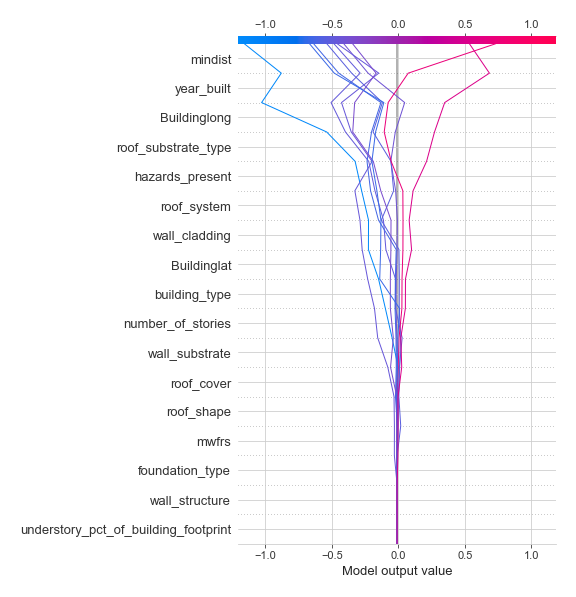 −1.0 −0.5 0.0 0.5 1.0
mindist
year_built
Buildinglong
roof_substrate_type
hazards_present
roof_system
wall_cladding
Buildinglat
building_type
number_of_stories
wall_substrate
roof_cover
roof_shape
mwfrs
foundation_type
wall_structure
understory_pct_of_building_footprint
−1.0 −0.5 0.0 0.5 1.0
Model output value